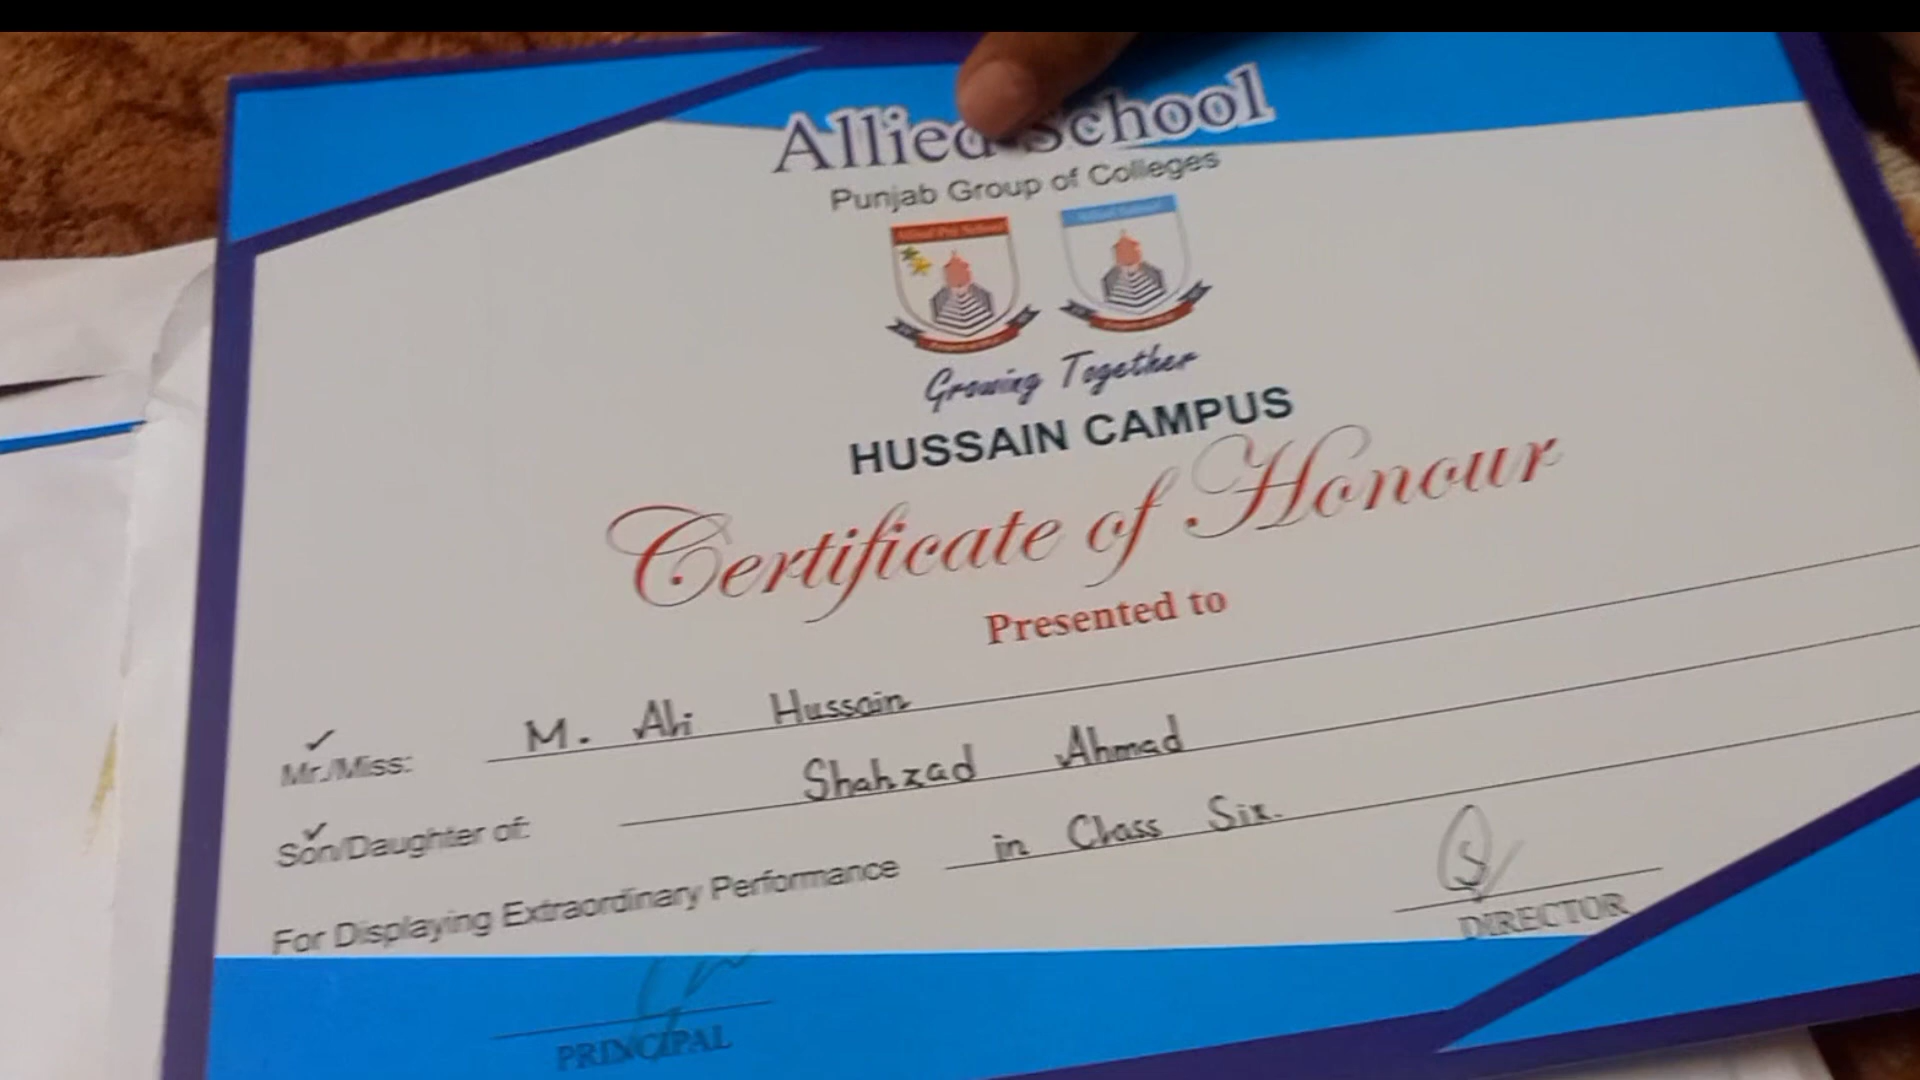 Allied School
Punjab Group of Colleges
Growing Together
HUSSAIN CAMPUS
Certificate of Honour
Presented to
Mr./Miss: M. Ali Hussain
Son/Daughter of: Shahzad Ahmad
For Displaying Extraordinary Performance in Class Six.
DIRECTOR
PRINCIPAL